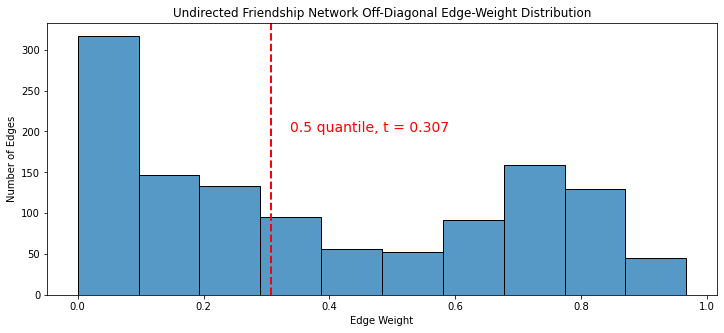 Undirected Friendship Network Off-Diagonal Edge-Weight Distribution
Number of Edges
300
250
200
150
100
50
0
0.5 quantile, t = 0.307
0.0 0.2 0.4 0.6 0.8 1.0
Edge Weight